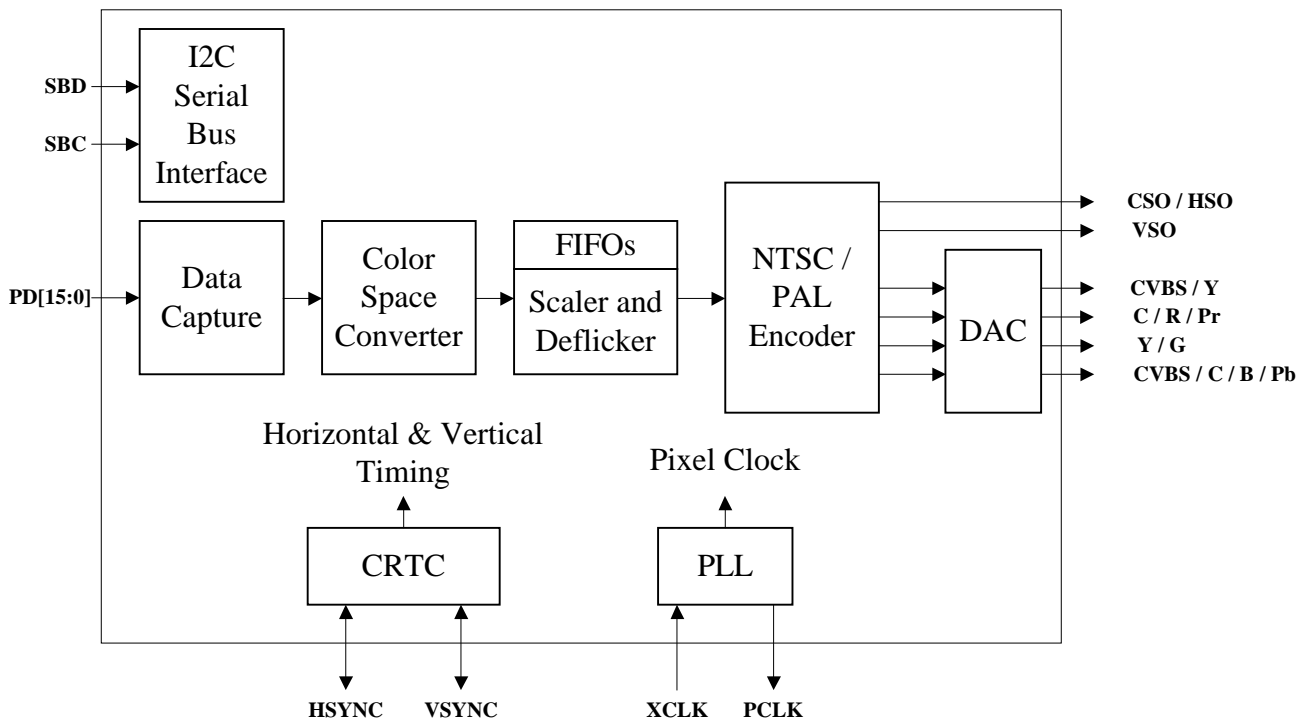 I2C
Serial
Bus
Interface
SBD
SBC
PD[15:0]
Data
Capture
Color
Space
Converter
FIFOs
Scaler and
Deflicker
NTSC /
PAL
Encoder
DAC
CSO / HSO
VSO
CVBS / Y
C / R / Pr
Y / G
CVBS / C / B / Pb
Horizontal & Vertical
Timing
CRTC
Pixel Clock
PLL
HSYNC
VSYNC
XCLK
PCLK